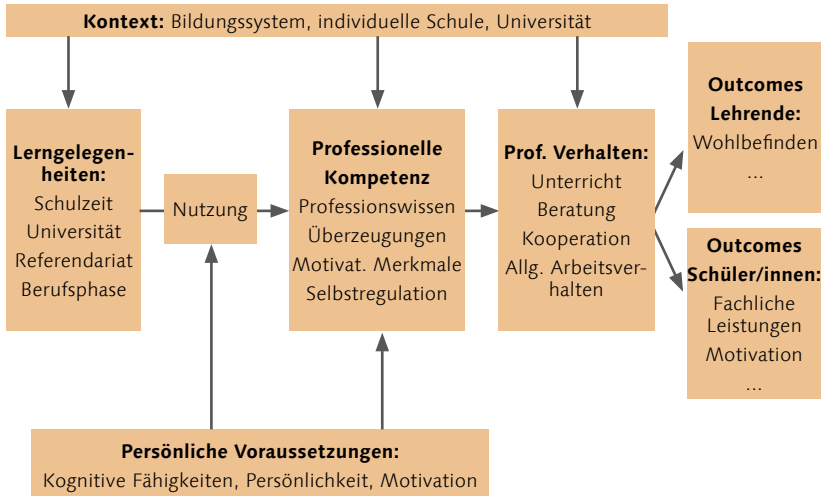 Kontext: Bildungssystem, individuelle Schule, Universität
Lerngelegen-
heiten:
Schulzeit
Universität
Referendariat
Berufsphase
Nutzung
Professionelle
Kompetenz
Professionswissen
Überzeugungen
Motivat. Merkmale
Selbstregulation
Prof. Verhalten:
Unterricht
Beratung
Kooperation
Allg. Arbeitsver-
halten
Outcomes
Lehrende:
Wohlbefinden
...
Outcomes
Schüler/innen:
Fachliche
Leistungen
Motivation
...
Persönliche Voraussetzungen:
Kognitive Fähigkeiten, Persönlichkeit, Motivation